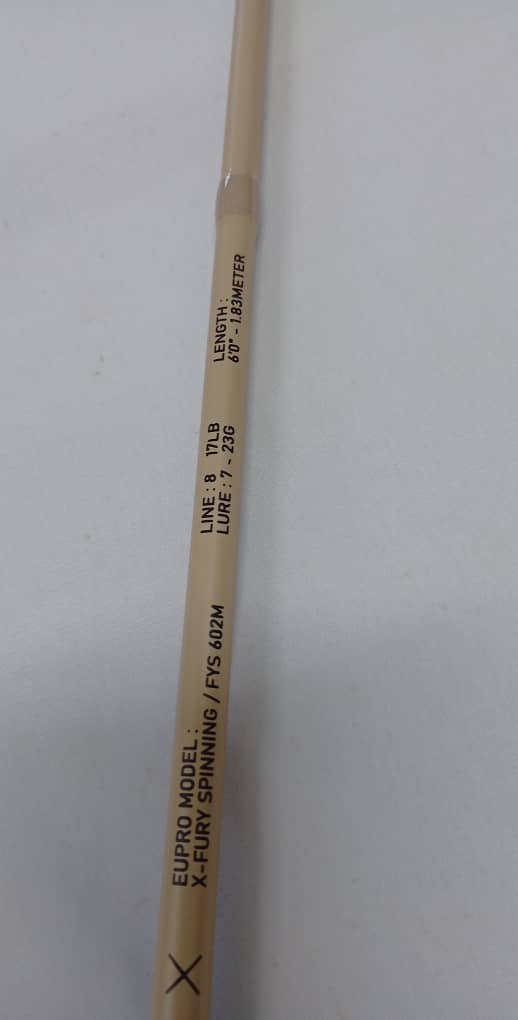 X
EUPRO MODEL :
X-FURY SPINNING / FYS 602M
LINE : 8 17LB
LURE : 7 - 23G
LENGTH :
6'0" - 1.83METER